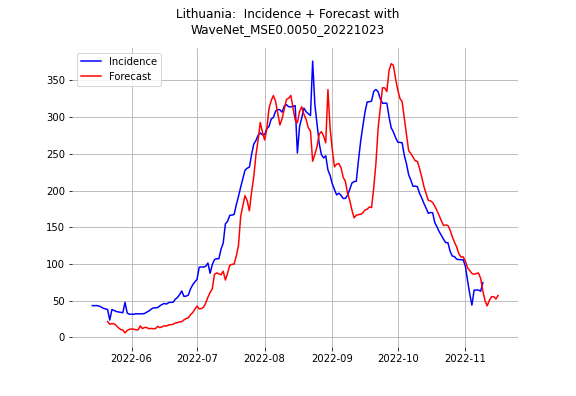 Lithuania:  Incidence + Forecast with
WaveNet_MSE0.0050_20221023
Incidence
Forecast
350
300
250
200
150
100
50
0
2022-06 2022-07 2022-08 2022-09 2022-10 2022-11